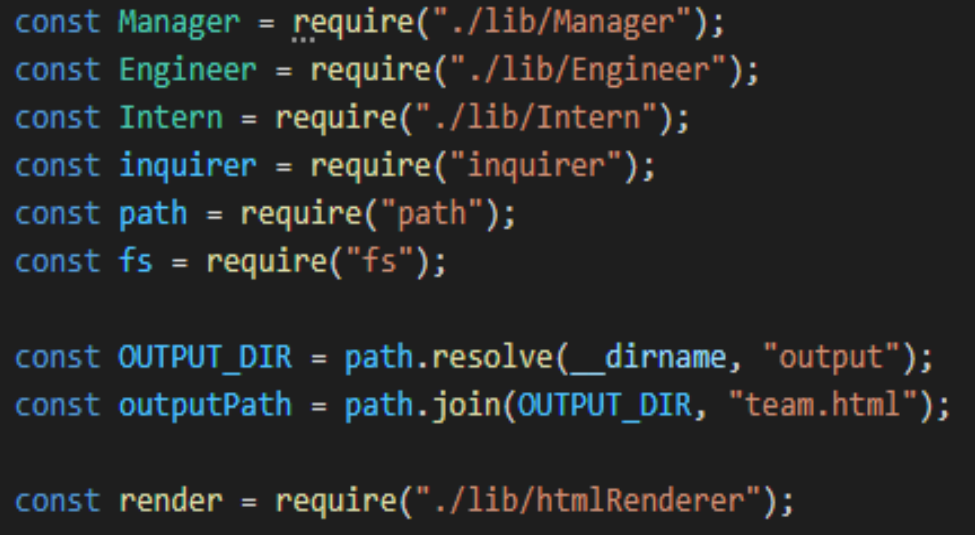 const Manager = require("./lib/Manager");
const Engineer = require("./lib/Engineer");
const Intern = require("./lib/Intern");
const inquirer = require("inquirer");
const path = require("path");
const fs = require("fs");
const OUTPUT_DIR = path.resolve(__dirname, "output");
const outputPath = path.join(OUTPUT_DIR, "team.html");
const render = require("./lib/htmlRenderer");